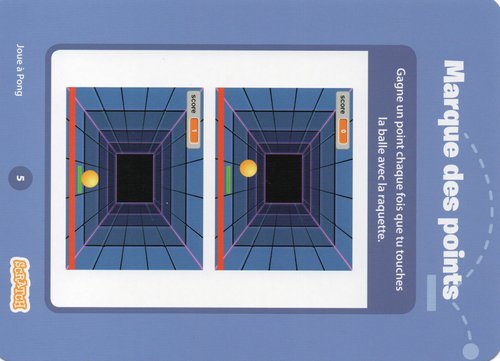 Marque des points
Gagne un point chaque fois que tu touches
la balle avec la raquette.
score 0
score 1
Joue à Pong
5
SCRATCH